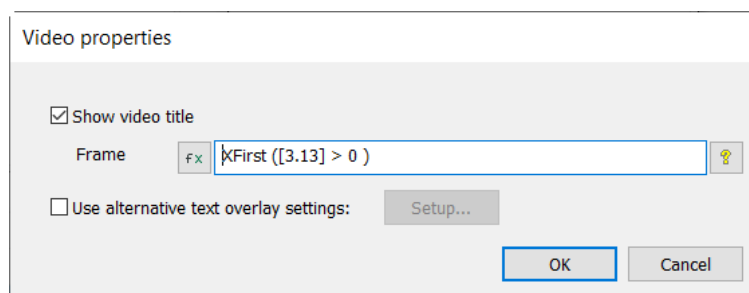 Video properties
Show video title
Frame fx XFirst ([3.13] > 0 ) ?
Use alternative text overlay settings: Setup...
OK Cancel